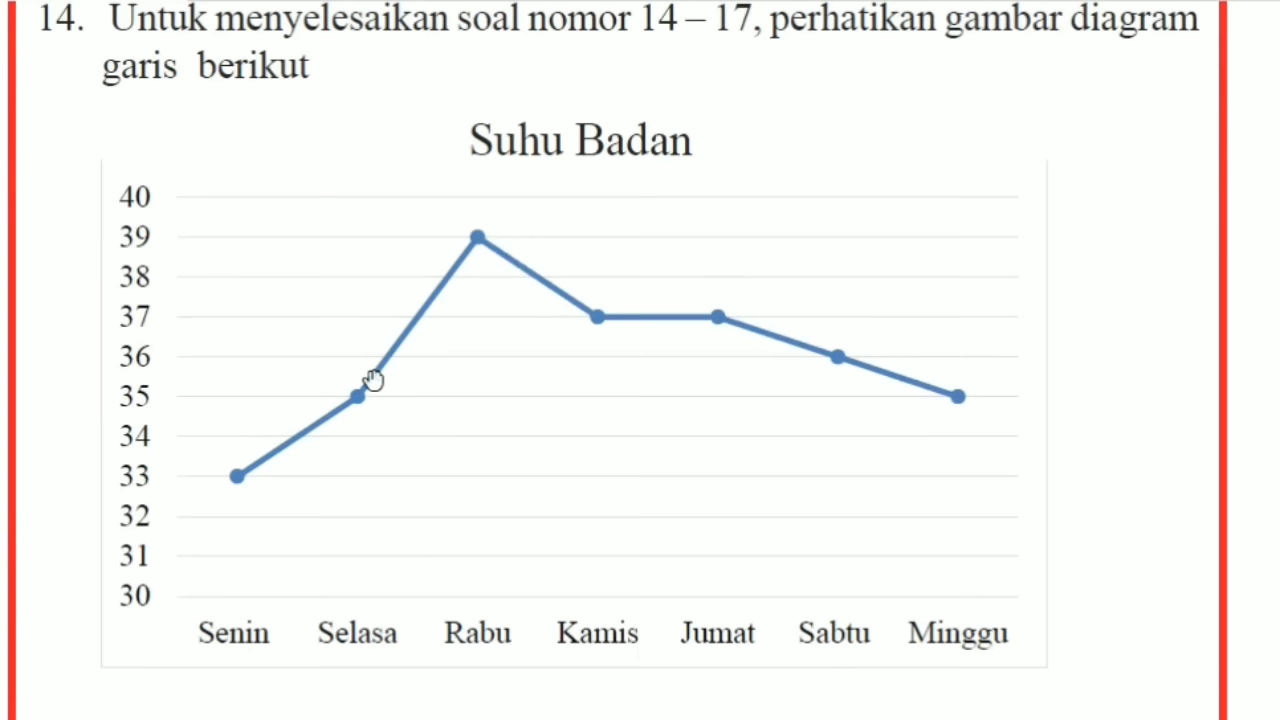 14. Untuk menyelesaikan soal nomor 14 – 17, perhatikan gambar diagram
garis berikut
Suhu Badan
40
39
38
37
36
35
34
33
32
31
30
Senin Selasa Rabu Kamis Jumat Sabtu Minggu